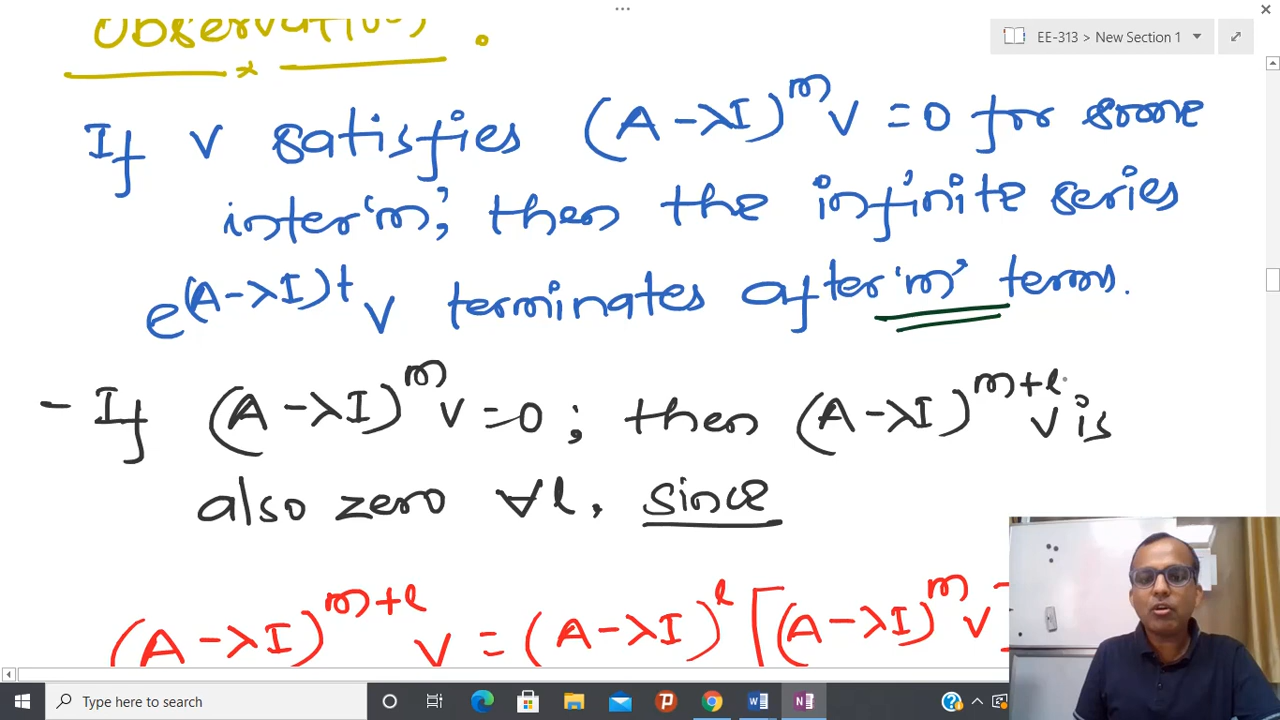 EE-313 > New Section 1
Observations.
If v satisfies (A-λI)^m v = 0 for some
inter 'm', then the infinite series
e^(A-λI)t v terminates after 'm' terms.
- If (A-λI)^m v = 0; then (A-λI)^m+l v is
also zero ∀l, since
(A-λI)^m+l v = (A-λI)^l [(A-λI)^m v
Type here to search